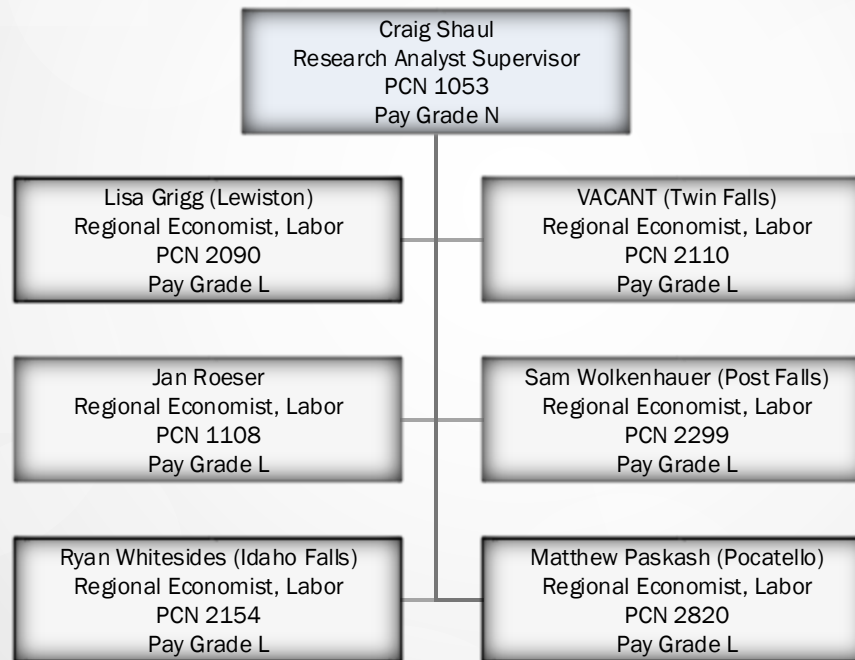 Craig Shaul
Research Analyst Supervisor
PCN 1053
Pay Grade N
Lisa Grigg (Lewiston)
Regional Economist, Labor
PCN 2090
Pay Grade L
VACANT (Twin Falls)
Regional Economist, Labor
PCN 2110
Pay Grade L
Jan Roeser
Regional Economist, Labor
PCN 1108
Pay Grade L
Sam Wolkenhauer (Post Falls)
Regional Economist, Labor
PCN 2299
Pay Grade L
Ryan Whitesides (Idaho Falls)
Regional Economist, Labor
PCN 2154
Pay Grade L
Matthew Paskash (Pocatello)
Regional Economist, Labor
PCN 2820
Pay Grade L